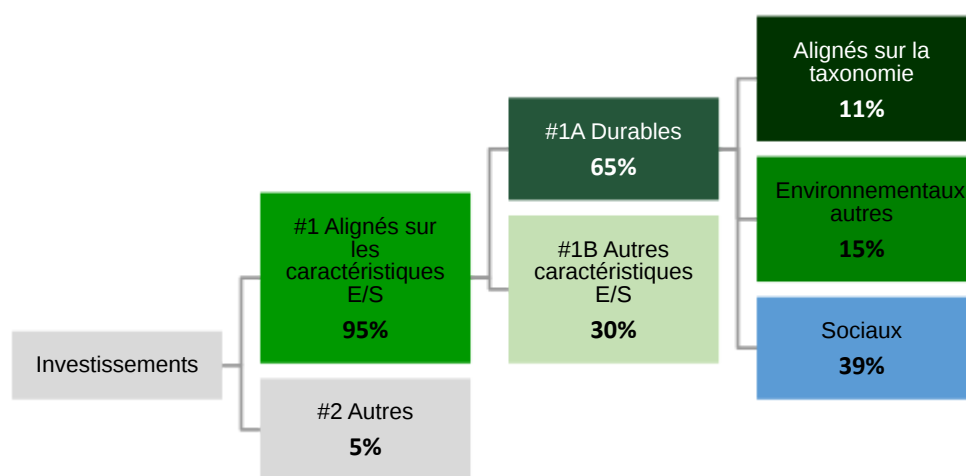 Investissements
#1 Alignés sur
les
caractéristiques
E/S
95%
#2 Autres
5%
#1A Durables
65%
#1B Autres
caractéristiques
E/S
30%
Alignés sur la
taxonomie
11%
Environnementaux
autres
15%
Sociaux
39%